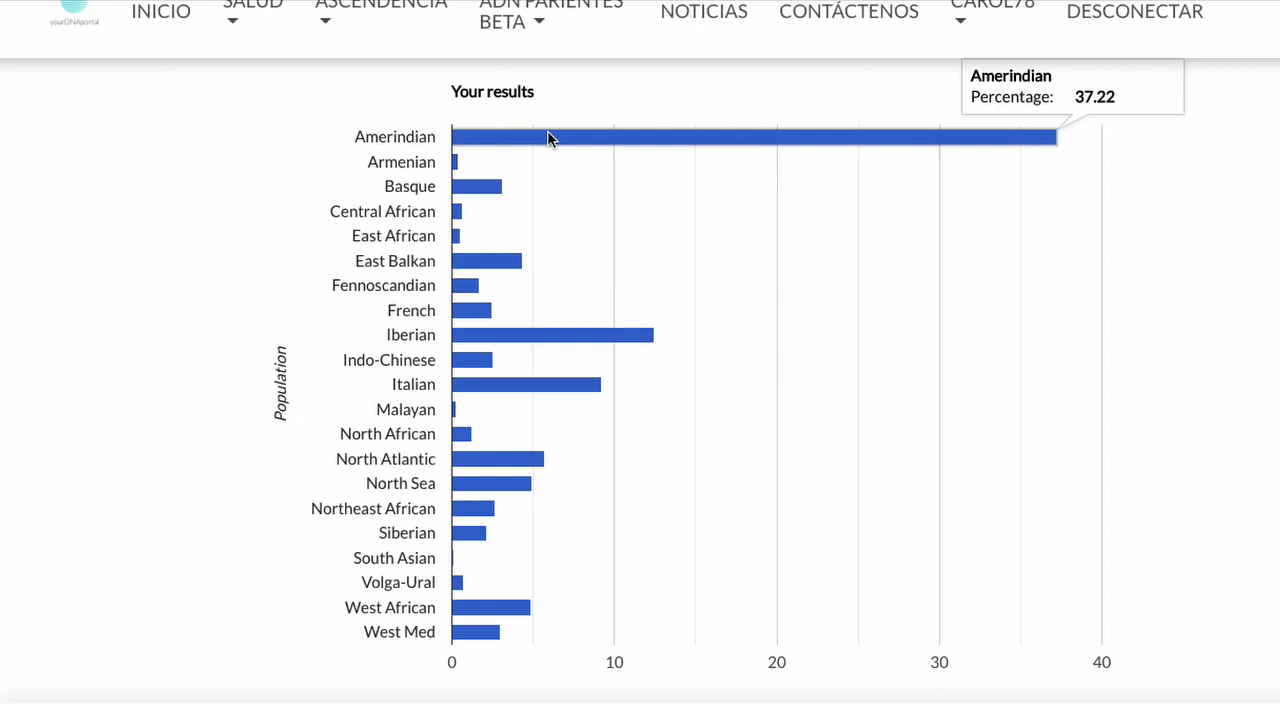 yourDNAportal
INICIO
SALUD
ASCENDENCIA
ADN PARIENTES
BETA
NOTICIAS
CONTÁCTENOS
CAROL78
DESCONECTAR
Your results
Amerindian
Percentage: 37.22
Population
Amerindian
Armenian
Basque
Central African
East African
East Balkan
Fennoscandian
French
Iberian
Indo-Chinese
Italian
Malayan
North African
North Atlantic
North Sea
Northeast African
Siberian
South Asian
Volga-Ural
West African
West Med
0 10 20 30 40